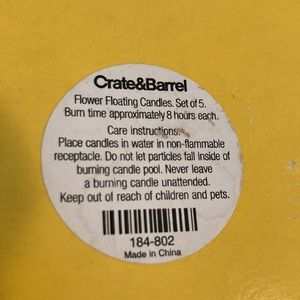 Crate&Barrel
Flower Floating Candles. Set of 5.
Burn time approximately 8 hours each.
Care instructions:
Place candles in water in non-flammable
receptacle. Do not let particles fall inside of
burning candle pool. Never leave
a burning candle unattended.
Keep out of reach of children and pets.
184-802
Made in China